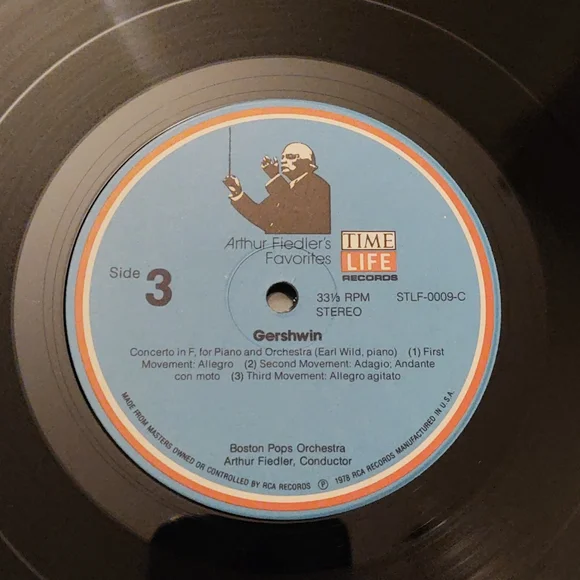 Arthur Fiedler's
Favorites
TIME
LIFE
RECORDS
Side 3
33⅓ RPM STLF-0009-C
STEREO
Gershwin
Concerto in F, for Piano and Orchestra (Earl Wild, piano) (1) First
Movement: Allegro (2) Second Movement: Adagio; Andante
con moto (3) Third Movement: Allegro agitato
Boston Pops Orchestra
Arthur Fiedler, Conductor
MADE FROM MASTERS OWNED OR CONTROLLED BY RCA RECORDS ℗ 1978 RCA RECORDS MANUFACTURED IN U.S.A.